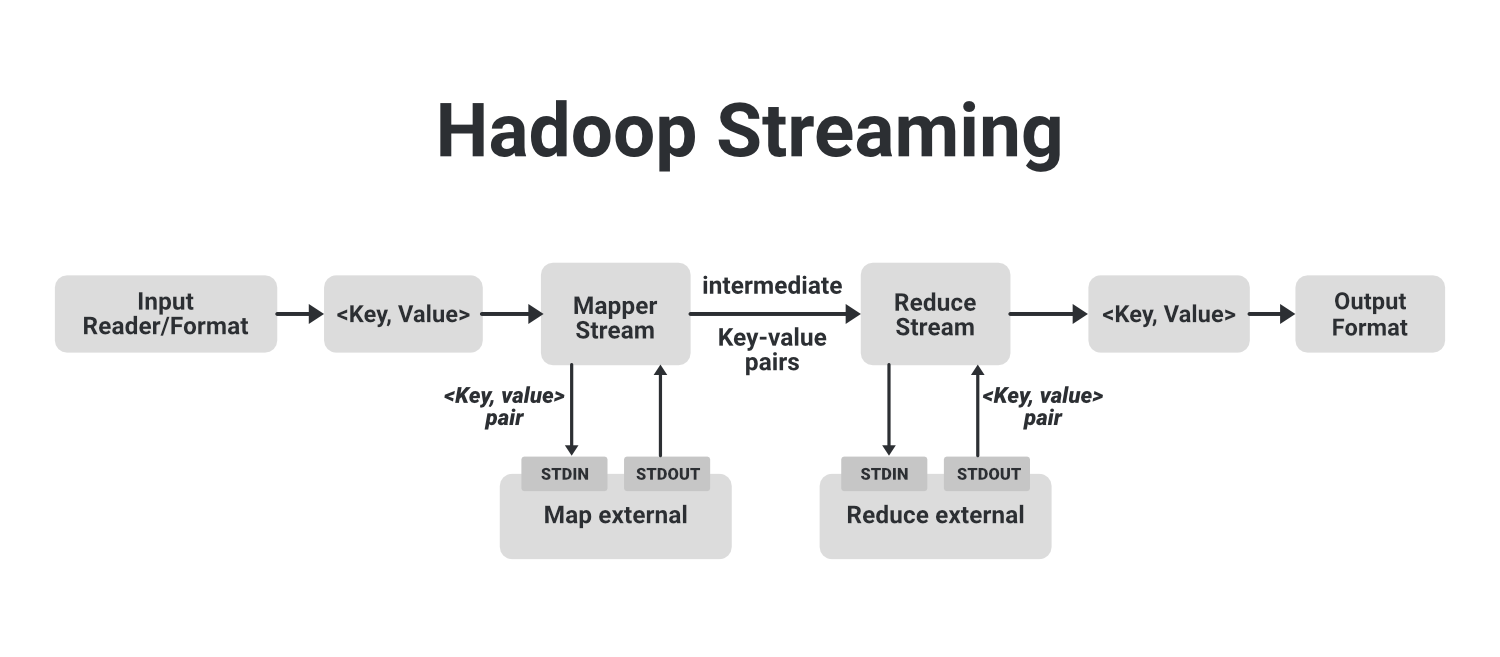 Hadoop Streaming
Input
Reader/Format
<Key, Value>
Mapper
Stream
intermediate
Key-value
pairs
Reduce
Stream
<Key, Value>
Output
Format
<Key, value>
pair
<Key, value>
pair
STDIN
STDOUT
Map external
STDIN
STDOUT
Reduce external